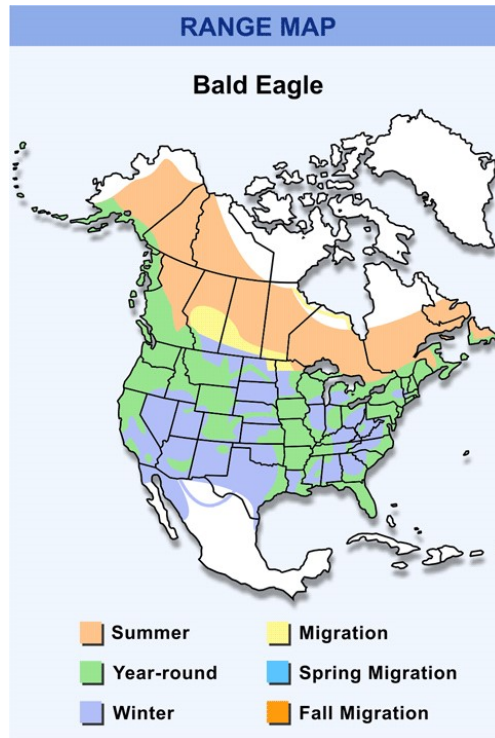 RANGE MAP
Bald Eagle
Summer
Migration
Year-round
Spring Migration
Winter
Fall Migration